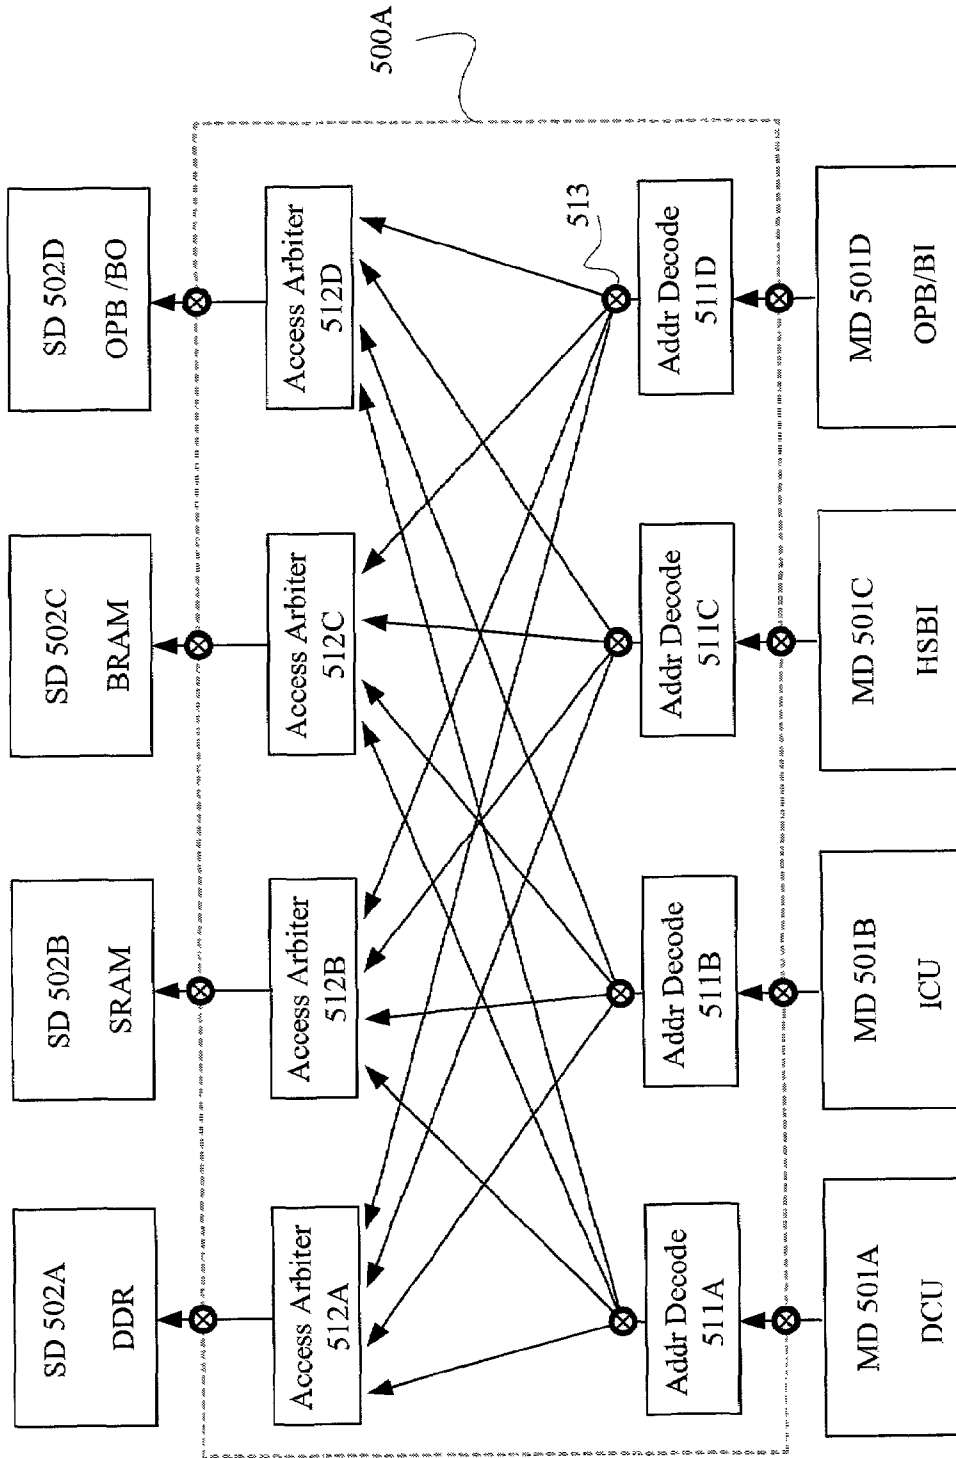 SD 502A
DDR
SD 502B
SRAM
SD 502C
BRAM
SD 502D
OPB /BO
Access Arbiter
512A
Access Arbiter
512B
Access Arbiter
512C
Access Arbiter
512D
500A
513
Addr Decode
511A
Addr Decode
511B
Addr Decode
511C
Addr Decode
511D
MD 501A
DCU
MD 501B
ICU
MD 501C
HSBI
MD 501D
OPB/BI